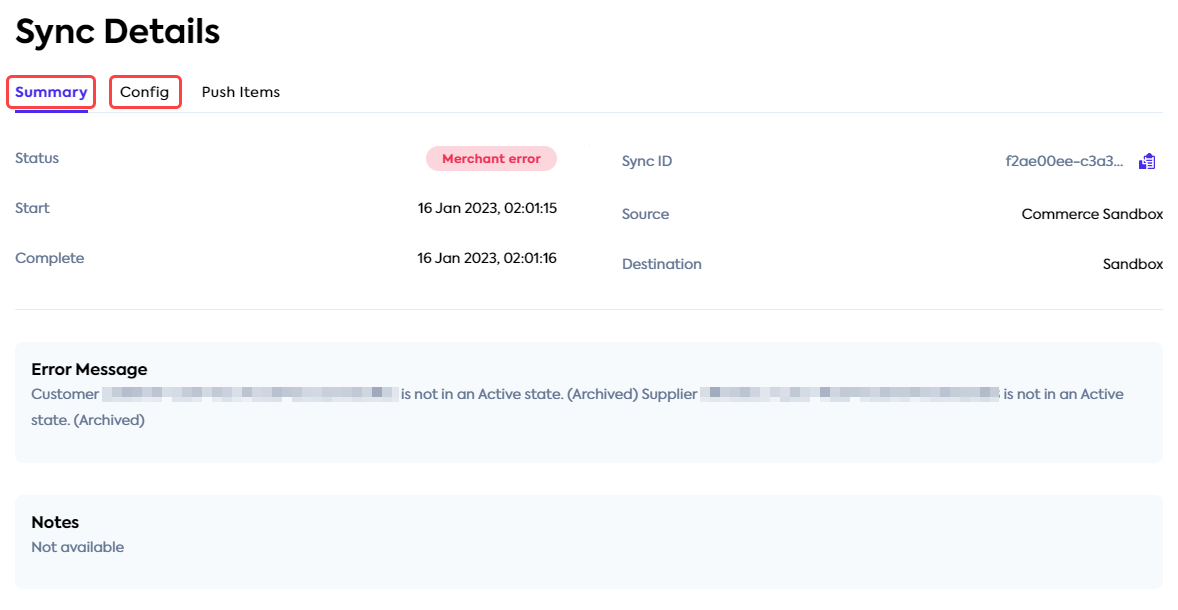 Sync Details
Summary Config Push Items
Status Merchant error
Sync ID f2ae00ee-c3a3...
Start 16 Jan 2023, 02:01:15
Source Commerce Sandbox
Complete 16 Jan 2023, 02:01:16
Destination Sandbox
Error Message
Customer is not in an Active state. (Archived) Supplier is not in an Active
state. (Archived)
Notes
Not available